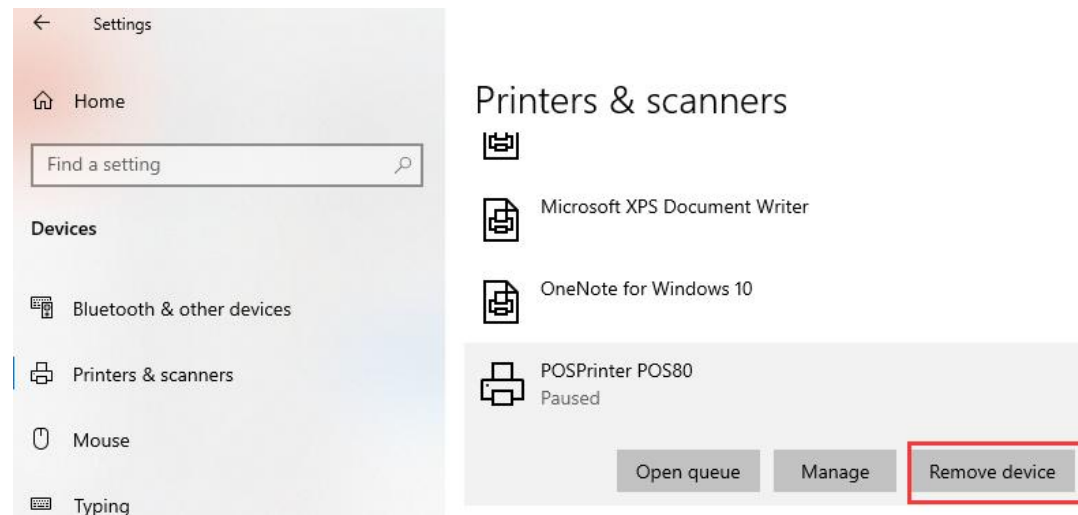 Settings
Home
Find a setting
Devices
Bluetooth & other devices
Printers & scanners
Mouse
Typing
Printers & scanners
Microsoft XPS Document Writer
OneNote for Windows 10
POSPrinter POS80
Paused
Open queue Manage Remove device